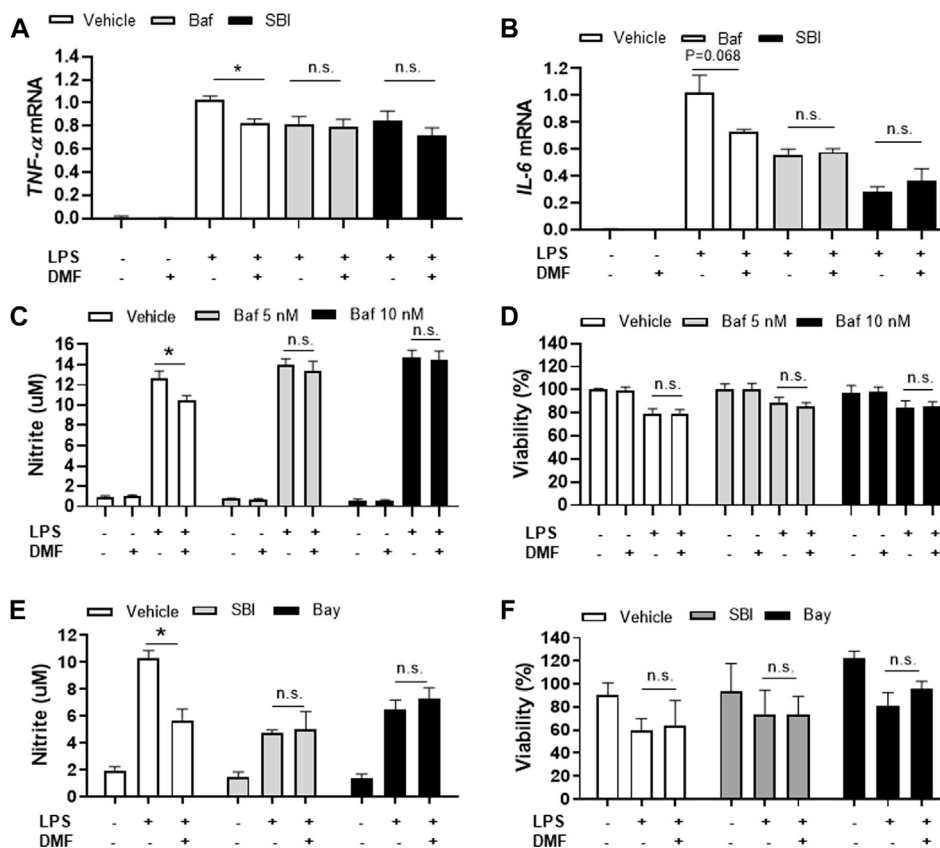 A
Vehicle Baf SBI
TNF-α mRNA
1.4
1.2
1.0
0.8
0.6
0.4
0.2
0.0
* n.s. n.s.
LPS - - + + + + + +
DMF - + - + - + - +
B
Vehicle Baf SBI
IL-6 mRNA
1.4
1.2
1.0
0.8
0.6
0.4
0.2
0.0
P=0.068
n.s.
n.s.
LPS - - + + + + + +
DMF - + - + - + - +
C
Vehicle Baf 5 nM Baf 10 nM
Nitrite (uM)
16
14
12
10
8
6
4
2
0
* n.s. n.s.
LPS - - + + - - + + - - + +
DMF - + - + - + - + - + - +
D
Vehicle Baf 5 nM Baf 10 nM
Viability (%)
140
120
100
80
60
40
20
0
n.s. n.s. n.s.
LPS - - + + - - + + - - + +
DMF - + - + - + - + - + - +
E
Vehicle SBI Bay
Nitrite (uM)
12
10
8
6
4
2
0
* n.s. n.s.
LPS - + + - + + - + +
DMF - - + - - + - - +
F
Vehicle SBI Bay
Viability (%)
140
120
100
80
60
40
20
0
n.s. n.s. n.s.
LPS - + + - + + - + +
DMF - - + - - + - - +